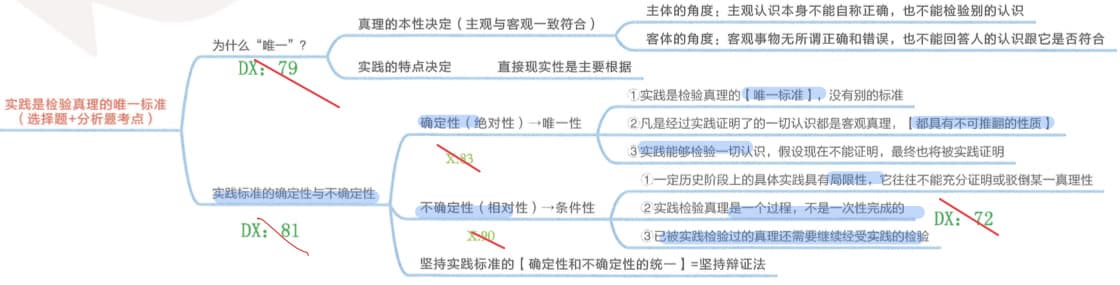 实践是检验真理的唯一标准
（选择题+分析题考点）
为什么“唯一”？
DX：79
真理的本性决定（主观与客观一致符合）
主体的角度：主观认识本身不能自称正确，也不能检验别的认识
客体的角度：客观事物无所谓正确和错误，也不能回答人的认识跟它是否符合
实践的特点决定
直接现实性是主要根据
实践标准的确定性与不确定性
DX：81
确定性（绝对性）→唯一性
X:83
①实践是检验真理的【唯一标准】，没有别的标准
②凡是经过实践证明了的一切认识都是客观真理，【都具有不可推翻的性质】
③实践能够检验一切认识，假设现在不能证明，最终也将被实践证明
不确定性（相对性）→条件性
X:90
①一定历史阶段上的具体实践具有局限性，它往往不能充分证明或驳倒某一真理性
②实践检验真理是一个过程，不是一次性完成的
③已被实践检验过的真理还需要继续经受实践的检验
DX：72
坚持实践标准的【确定性和不确定性的统一】=坚持辩证法